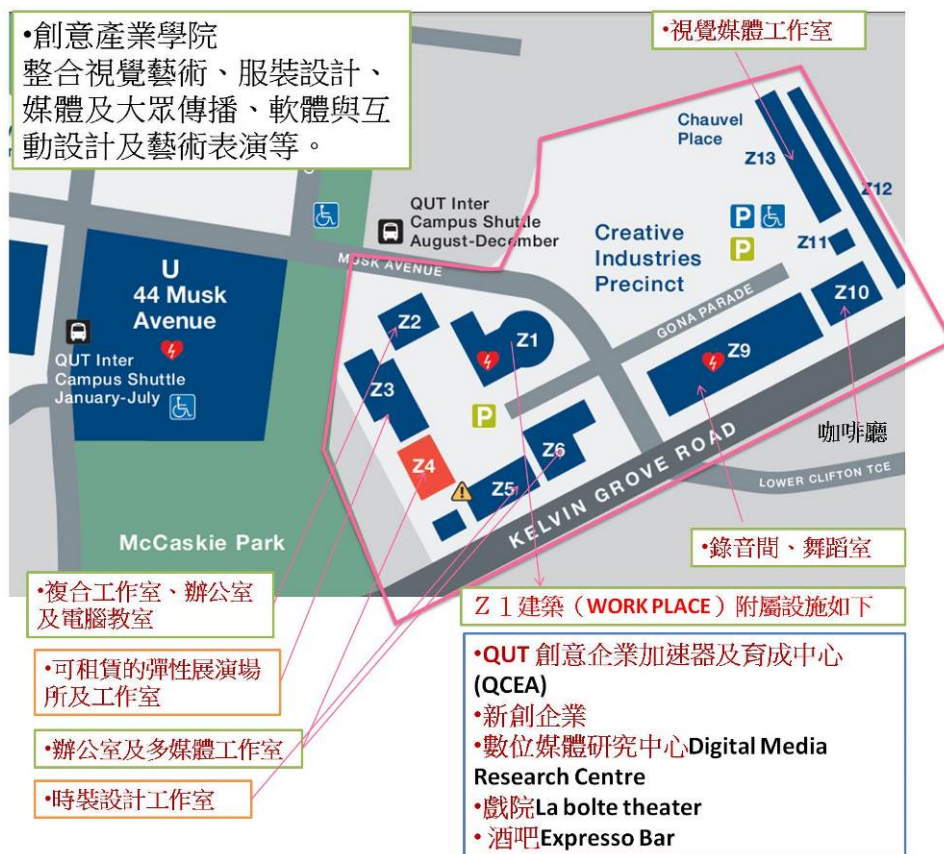 •創意產業學院
整合視覺藝術、服裝設計、
媒體及大眾傳播、軟體與互
動設計及藝術表演等。
•視覺媒體工作室
Chauvel
Place
Z13
Z12
Z11
Z10
QUT Inter
Campus Shuttle
August-December
MUSK AVENUE
Creative
Industries
Precinct
P
P
GONA PARADE
U
44 Musk
Avenue
QUT Inter
Campus Shuttle
January-July
Z2
Z1
Z3
Z9
P
Z4
Z6
Z5
咖啡廳
KELVIN GROVE ROAD
LOWER CLIFTON TCE
McCaskie Park
•錄音間、舞蹈室
•複合工作室、辦公室
及電腦教室
•可租賃的彈性展演場
所及工作室
•辦公室及多媒體工作室
•時裝設計工作室
Ｚ１建築（WORK PLACE）附屬設施如下
•QUT 創意企業加速器及育成中心
(QCEA)
•新創企業
•數位媒體研究中心Digital Media
Research Centre
•戲院La bolte theater
•酒吧Expresso Bar